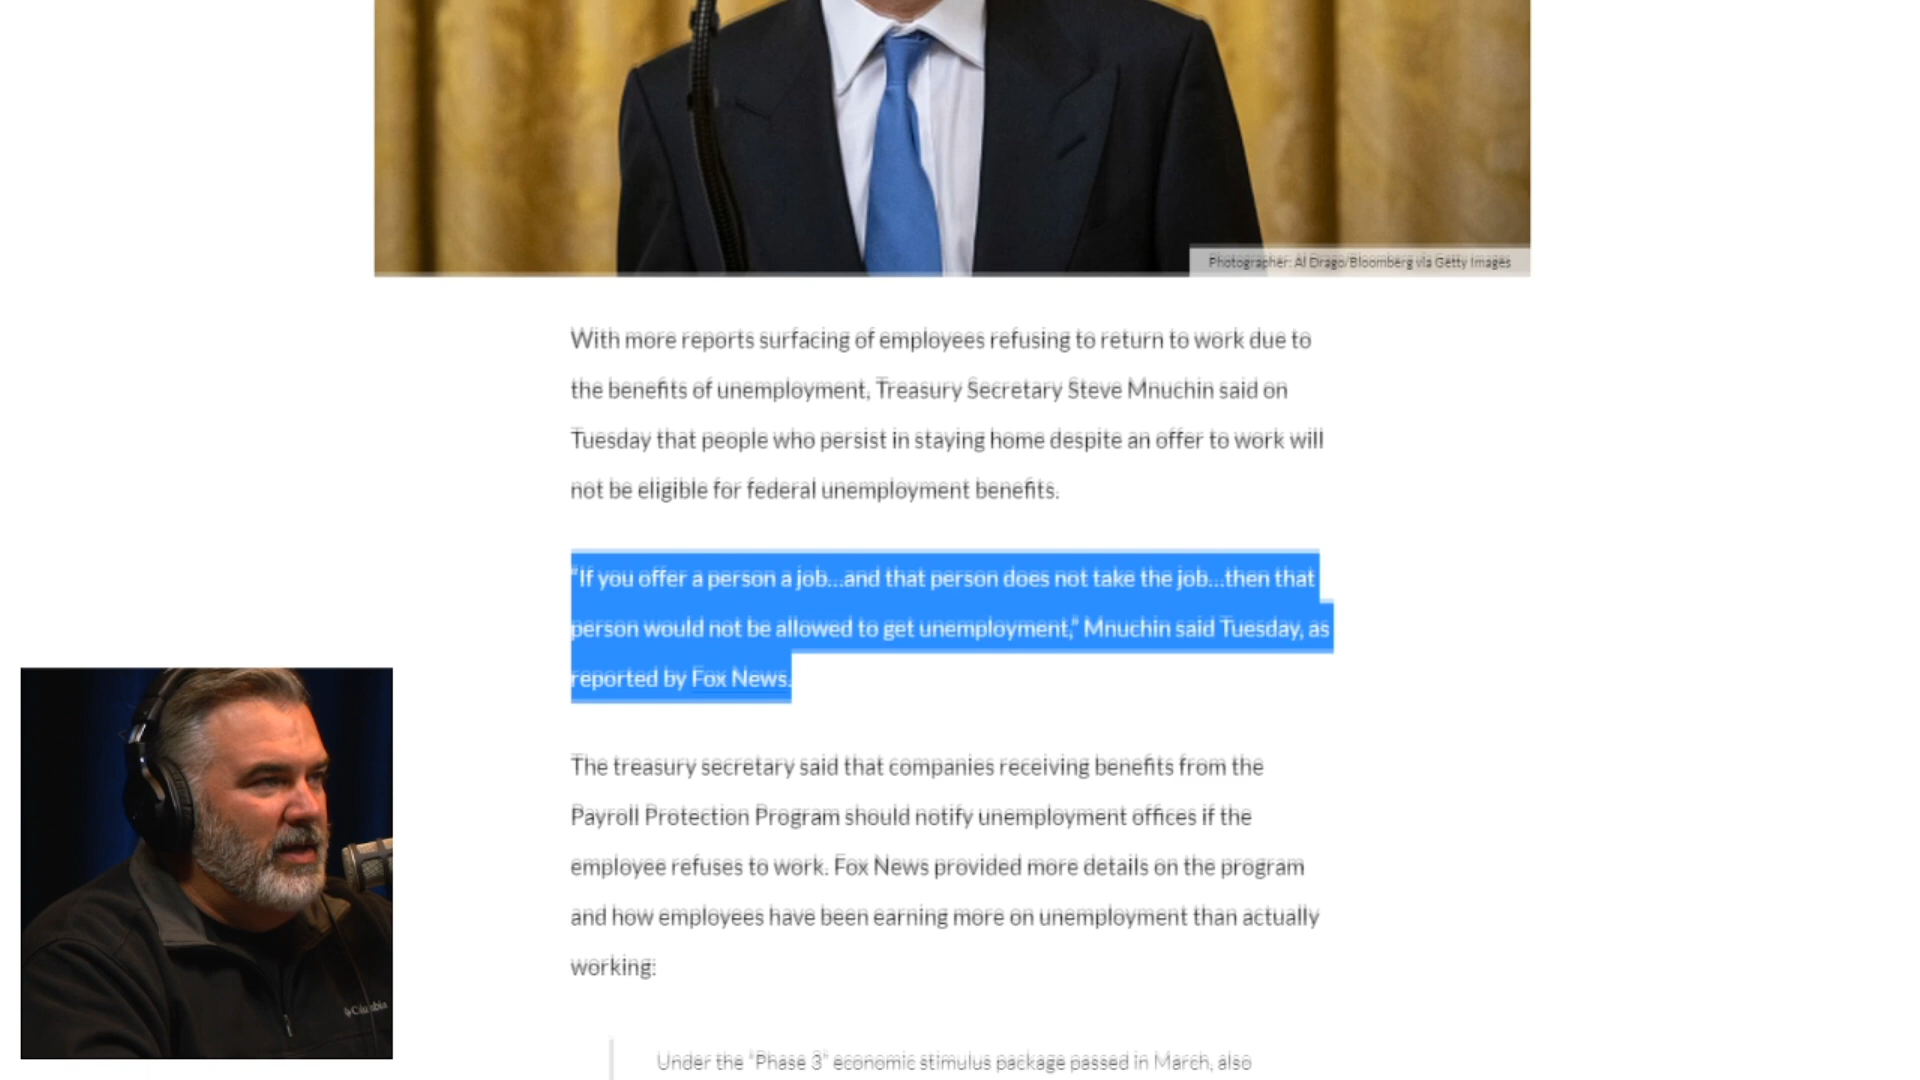 Photographer: Al Drago/Bloomberg via Getty Images
With more reports surfacing of employees refusing to return to work due to
the benefits of unemployment, Treasury Secretary Steve Mnuchin said on
Tuesday that people who persist in staying home despite an offer to work will
not be eligible for federal unemployment benefits.
“If you offer a person a job…and that person does not take the job…then that
person would not be allowed to get unemployment,” Mnuchin said Tuesday, as
reported by Fox News.
The treasury secretary said that companies receiving benefits from the
Payroll Protection Program should notify unemployment offices if the
employee refuses to work. Fox News provided more details on the program
and how employees have been earning more on unemployment than actually
working:
Columbia
Under the “Phase 3” economic stimulus package passed in March, also